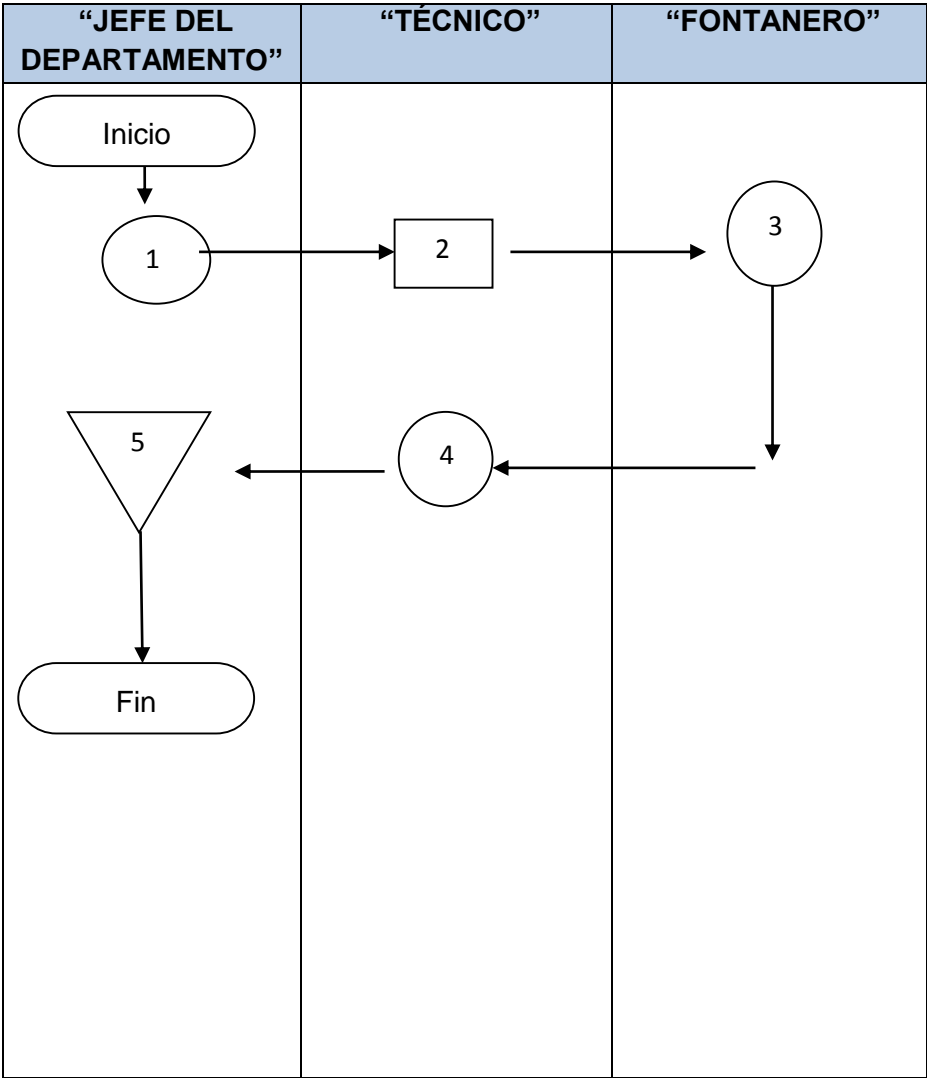 “JEFE DEL
DEPARTAMENTO”
“TÉCNICO”
“FONTANERO”
Inicio
1
2
3
5
4
Fin